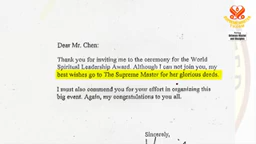 Dear Mr. Chen:
Thank you for inviting me to the ceremony for the World
Spiritual Leadership Award. Although I can not join you, my
best wishes go to The Supreme Master for her glorious deeds.
I must also commend you for your effort in organizing this
big event. Again, my congratulations to you all.
Sincerely,